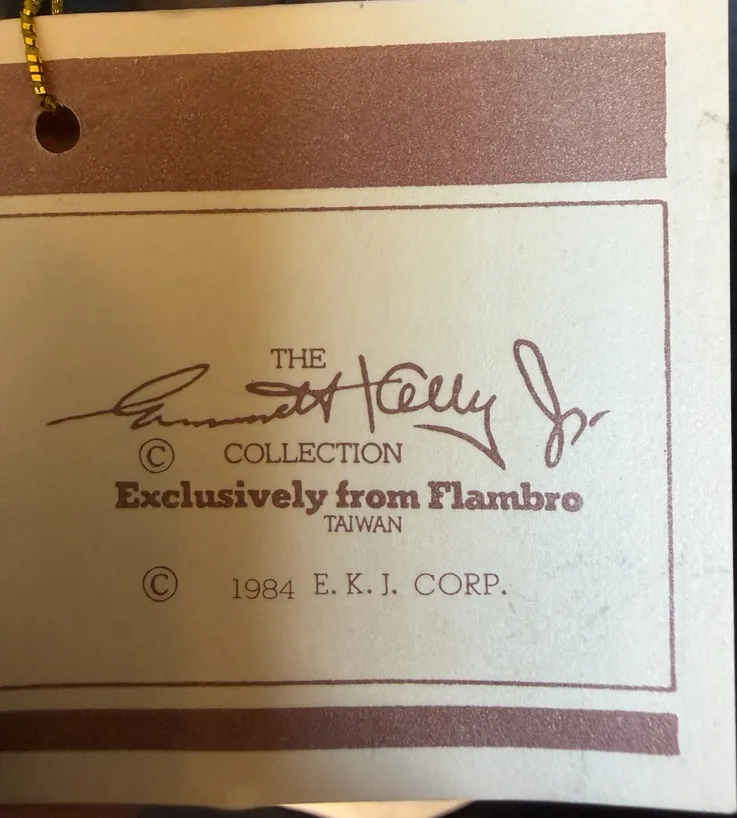 THE
Emmett Kelly Jr.
© COLLECTION
Exclusively from Flambro
TAIWAN
© 1984 E. K. J. CORP.